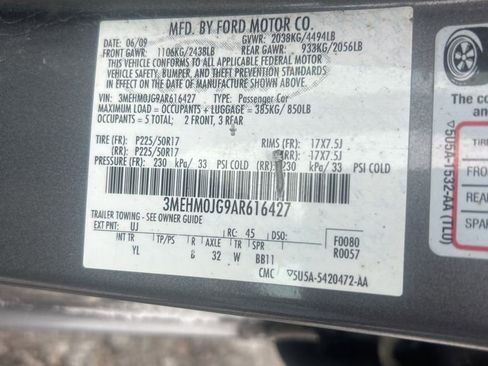 MFD. BY FORD MOTOR CO.
DATE: 06/09 GVWR: 2038KG/4494LB
FRONT GAWR: 1106KG/2438LB REAR GAWR: 933KG/2056LB
THIS VEHICLE CONFORMS TO ALL APPLICABLE FEDERAL MOTOR
VEHICLE SAFETY, BUMPER, AND THEFT PREVENTION STANDARDS
IN EFFECT ON THE DATE OF MANUFACTURE SHOWN ABOVE
VIN: 3MEHM0JG9AR616427 TYPE: Passenger Car
MAXIMUM LOAD = OCCUPANTS + LUGGAGE = 385KG/ 850LB
OCCUPANTS = 5 TOTAL: 2 FRONT, 3 REAR
TIRE (FR): P225/50R17 RIMS (FR): 17X7.5J
(RR): P225/50R17 (RR): 17X7.5J
PRESSURE (FR): 230 kPa/ 33 PSI COLD (RR): 230 kPa/ 33 PSI COLD
3MEHM0JG9AR616427
TRAILER TOWING - SEE OWNER GUIDE
EXT PNT: UJ RC: 45 DSO: F0080
INT TR TP/PS R AXLE TR SPR R0057
YL B 32 W BB11
CMC 5U5A-5420472-AA
The co
TIR
FRO
REA
SPAR
5U5A-1532-AA (TLU)